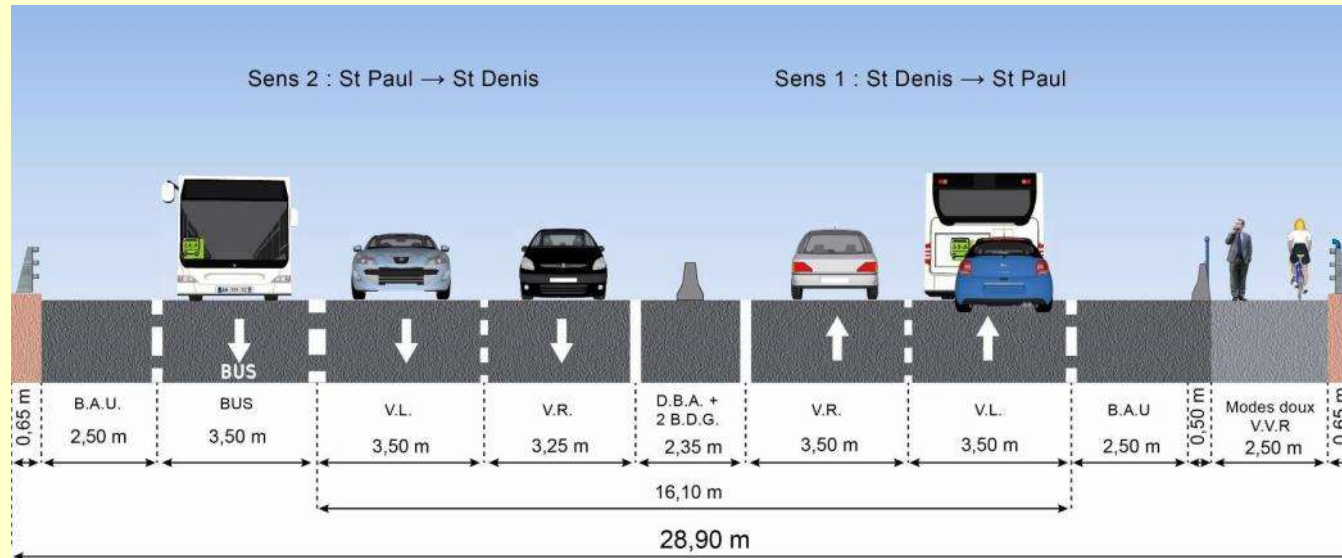 Sens 2 : St Paul → St Denis
Sens 1 : St Denis → St Paul
BUS
0,65 m
B.A.U.
2,50 m
BUS
3,50 m
V.L.
3,50 m
V.R.
3,25 m
D.B.A. +
2 B.D.G.
2,35 m
V.R.
3,50 m
V.L.
3,50 m
B.A.U
2,50 m
0,50 m
Modes doux
V.V.R
2,50 m
0,65 m
16,10 m
28,90 m